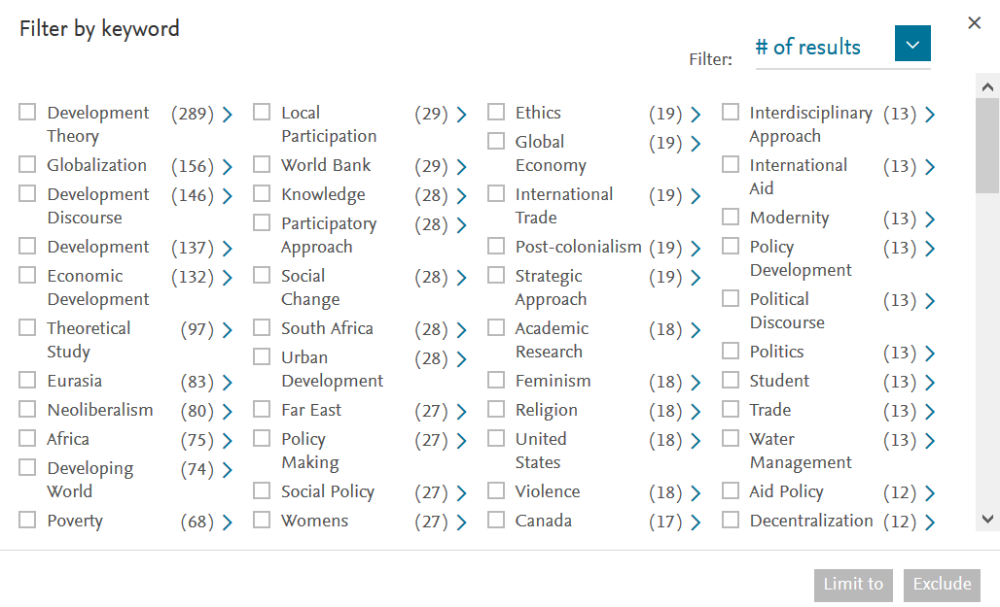 Filter by keyword
Filter: # of results
Development Theory (289)
Globalization (156)
Development Discourse (146)
Development (137)
Economic Development (132)
Theoretical Study (97)
Eurasia (83)
Neoliberalism (80)
Africa (75)
Developing World (74)
Poverty (68)
Local Participation (29)
World Bank (29)
Knowledge (28)
Participatory Approach (28)
Social Change (28)
South Africa (28)
Urban Development (28)
Far East (27)
Policy Making (27)
Social Policy (27)
Womens (27)
Ethics (19)
Global Economy (19)
International Trade (19)
Post-colonialism (19)
Strategic Approach (19)
Academic Research (18)
Feminism (18)
Religion (18)
United States (18)
Violence (18)
Canada (17)
Interdisciplinary Approach (13)
International Aid (13)
Modernity (13)
Policy Development (13)
Political Discourse (13)
Politics (13)
Student (13)
Trade (13)
Water Management (13)
Aid Policy (12)
Decentralization (12)
Limit to
Exclude